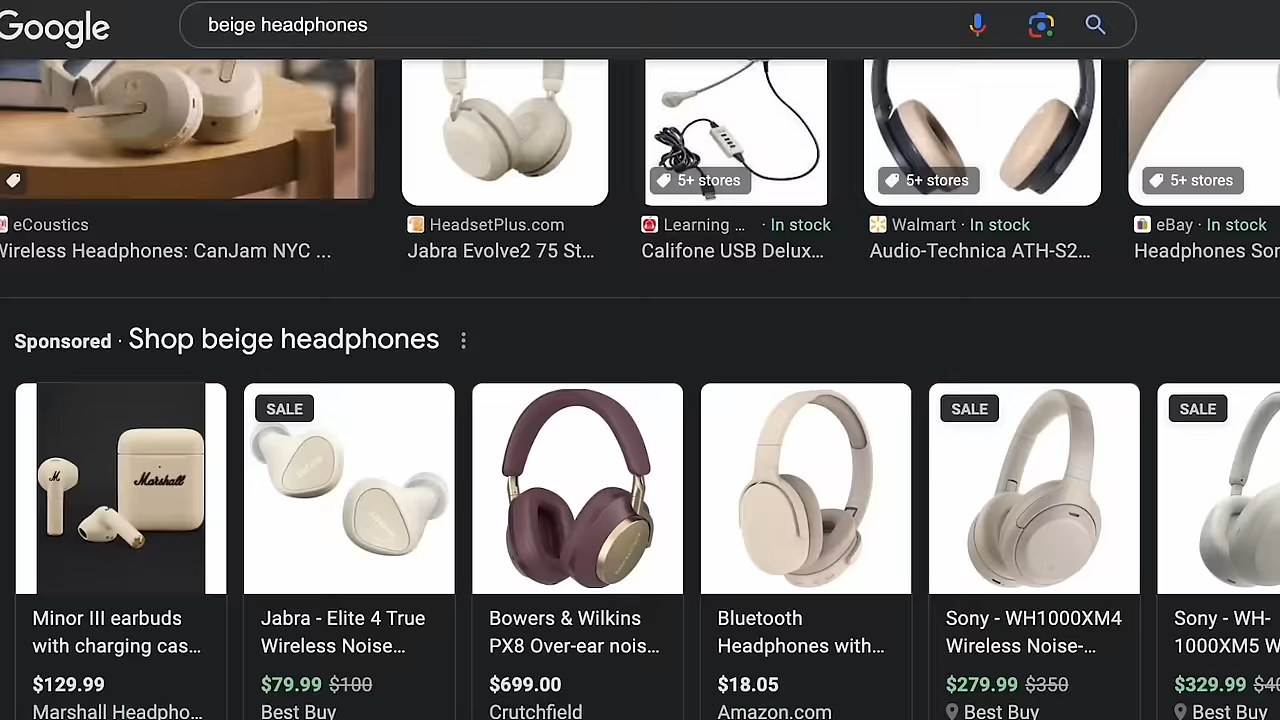 Google
beige headphones
5+ stores
5+ stores
5+ stores
eCoustics
Wireless Headphones: CanJam NYC ...
HeadsetPlus.com
Jabra Evolve2 75 St...
Learning ... · In stock
Califone USB Delux...
Walmart · In stock
Audio-Technica ATH-S2...
eBay · In stock
Headphones Son
Sponsored · Shop beige headphones
Marshall
M
SALE
SALE
SALE
Minor III earbuds
with charging cas...
$129.99
Marshall Headpho...
Jabra - Elite 4 True
Wireless Noise...
$79.99 $100
Best Buy
Bowers & Wilkins
PX8 Over-ear nois...
$699.00
Crutchfield
Bluetooth
Headphones with...
$18.05
Amazon.com
Sony - WH1000XM4
Wireless Noise-...
$279.99 $350
Best Buy
Sony - WH-
1000XM5 W
$329.99 $40
Best Buy